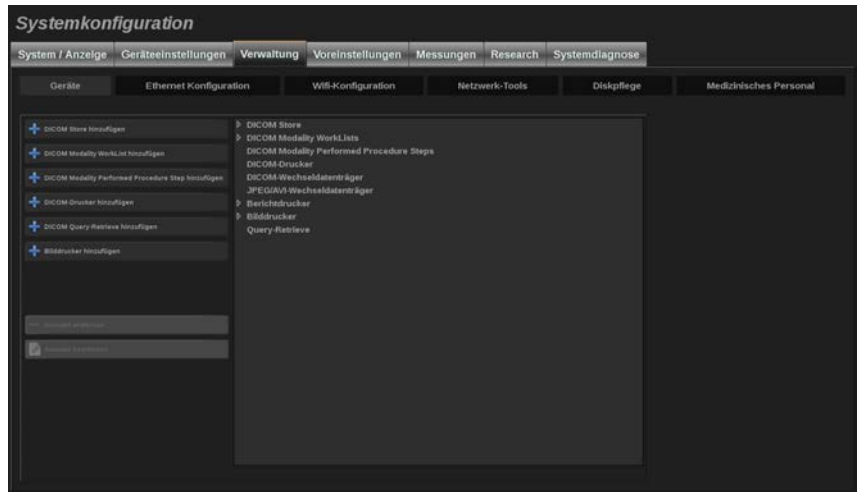 Systemkonfiguration
System / Anzeige Geräteeinstellungen Verwaltung Voreinstellungen Messungen Research Systemdiagnose
Geräte Ethernet Konfiguration Wifi-Konfiguration Netzwerk-Tools Diskpflege Medizinisches Personal
DICOM Store hinzufügen
DICOM Modality WorkList hinzufügen
DICOM Modality Performed Procedure Step hinzufügen
DICOM-Drucker hinzufügen
DICOM Query-Retrieve hinzufügen
Bilddrucker hinzufügen
DICOM Store
DICOM Modality WorkLists
DICOM Modality Performed Procedure Steps
DICOM-Drucker
DICOM-Wechseldatenträger
JPEG/AVI-Wechseldatenträger
Berichtdrucker
Bilddrucker
Query-Retrieve